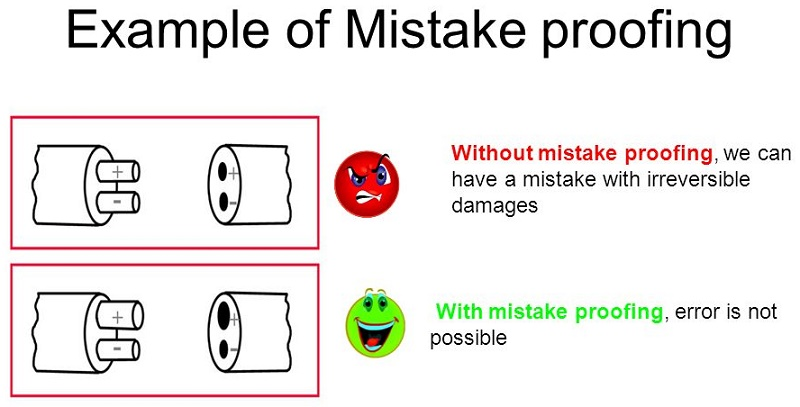 Example of Mistake proofing
+
-
+
-
Without mistake proofing, we can
have a mistake with irreversible
damages
+
-
+
-
With mistake proofing, error is not
possible